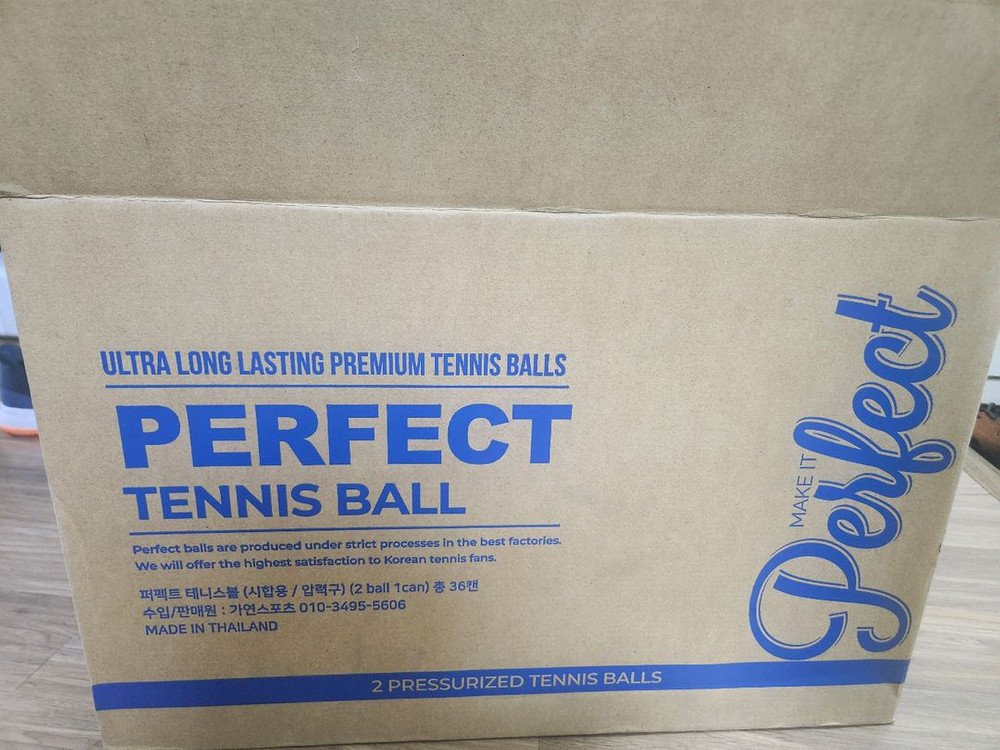 ULTRA LONG LASTING PREMIUM TENNIS BALLS
PERFECT
TENNIS BALL
Perfect balls are produced under strict processes in the best factories.
We will offer the highest satisfaction to Korean tennis fans.
퍼펙트 테니스볼 (시합용 / 압력구) (2 ball 1can) 총 36캔
수입/판매원 : 가연스포츠 010-3495-5606
MADE IN THAILAND
2 PRESSURIZED TENNIS BALLS
MAKE IT
Perfect